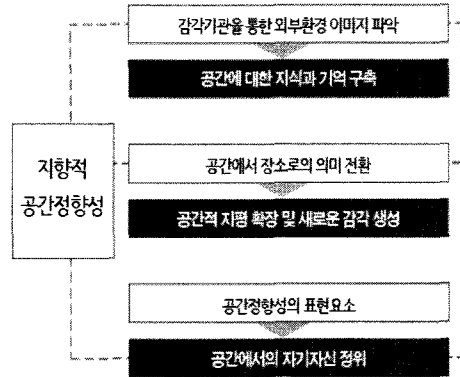 감각기관을 통한 외부환경 이미지 파악
공간에 대한 지식과 기억 구축
지향적
공간정향성
공간에서 장소로의 의미 전환
공간적 지평 확장 및 새로운 감각 생성
공간정향성의 표현요소
공간에서의 자기자신 정위